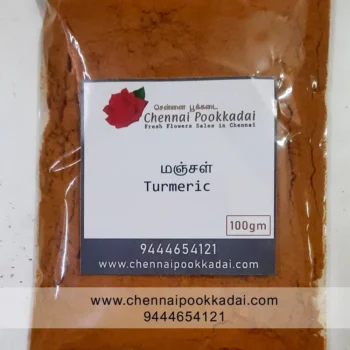 சென்னை பூக்கடை
Chennai Pookkadai
Fresh Flowers Sales in Chennai
மஞ்சள்
Turmeric
100gm
9444654121
www.chennaipookkadai.com
www.chennaipookkadai.com
9444654121